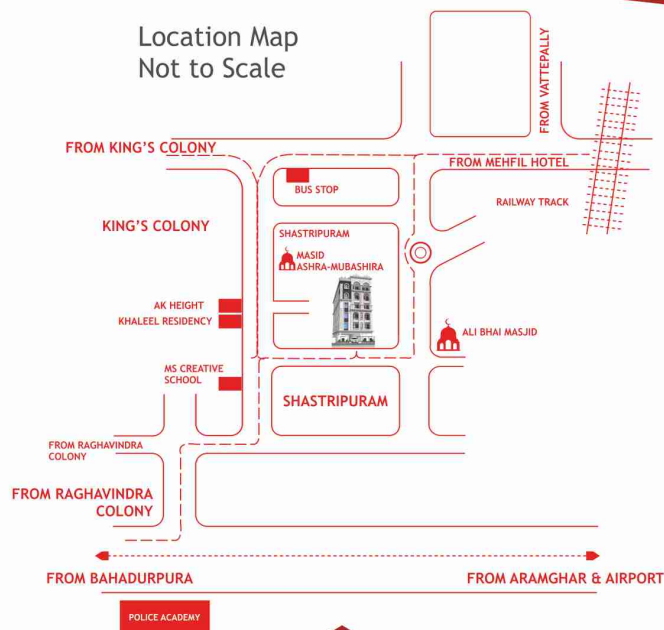 Location Map
Not to Scale
FROM VATTEPALLY
FROM KING'S COLONY
FROM MEHFIL HOTEL
BUS STOP
RAILWAY TRACK
KING'S COLONY
SHASTRIPURAM
MASID
ASHRA-MUBASHIRA
AK HEIGHT
KHALEEL RESIDENCY
ALI BHAI MASJID
MS CREATIVE
SCHOOL
SHASTRIPURAM
FROM RAGHAVINDRA
COLONY
FROM RAGHAVINDRA
COLONY
FROM BAHADURPURA
FROM ARAMGHAR & AIRPORT
POLICE ACADEMY